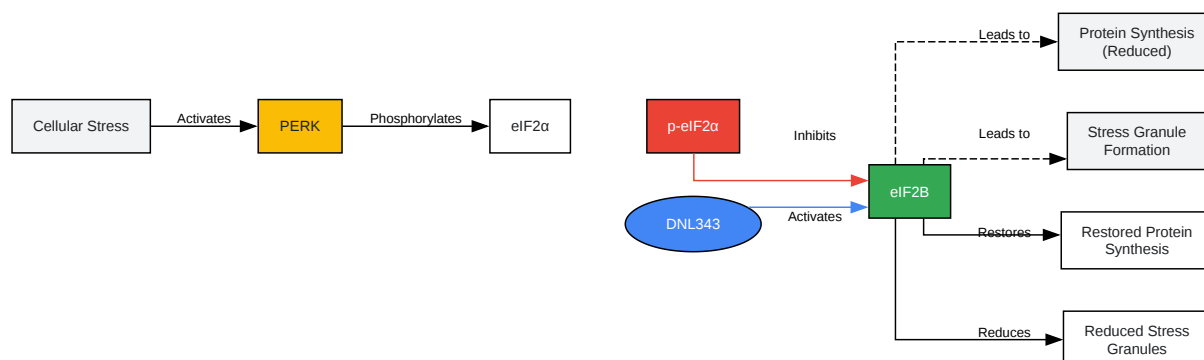 Cellular Stress
Activates
PERK
Phosphorylates
eIF2α
p-eIF2α
Inhibits
DNL343
Activates
eIF2B
Leads to
Protein Synthesis
(Reduced)
Leads to
Stress Granule
Formation
Restores
Restored Protein
Synthesis
Reduces
Reduced Stress
Granules